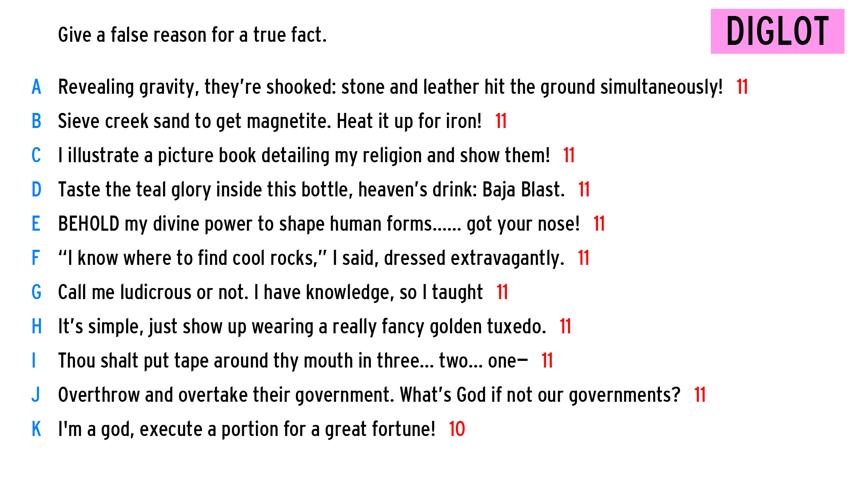 Give a false reason for a true fact.
DIGLOT
A Revealing gravity, they're shooked: stone and leather hit the ground simultaneously! 11
B Sieve creek sand to get magnetite. Heat it up for iron! 11
C I illustrate a picture book detailing my religion and show them! 11
D Taste the teal glory inside this bottle, heaven's drink: Baja Blast. 11
E BEHOLD my divine power to shape human forms...... got your nose! 11
F “I know where to find cool rocks,” I said, dressed extravagantly. 11
G Call me ludicrous or not. I have knowledge, so I taught 11
H It's simple, just show up wearing a really fancy golden tuxedo. 11
I Thou shalt put tape around thy mouth in three... two... one— 11
J Overthrow and overtake their government. What's God if not our governments? 11
K I'm a god, execute a portion for a great fortune! 10